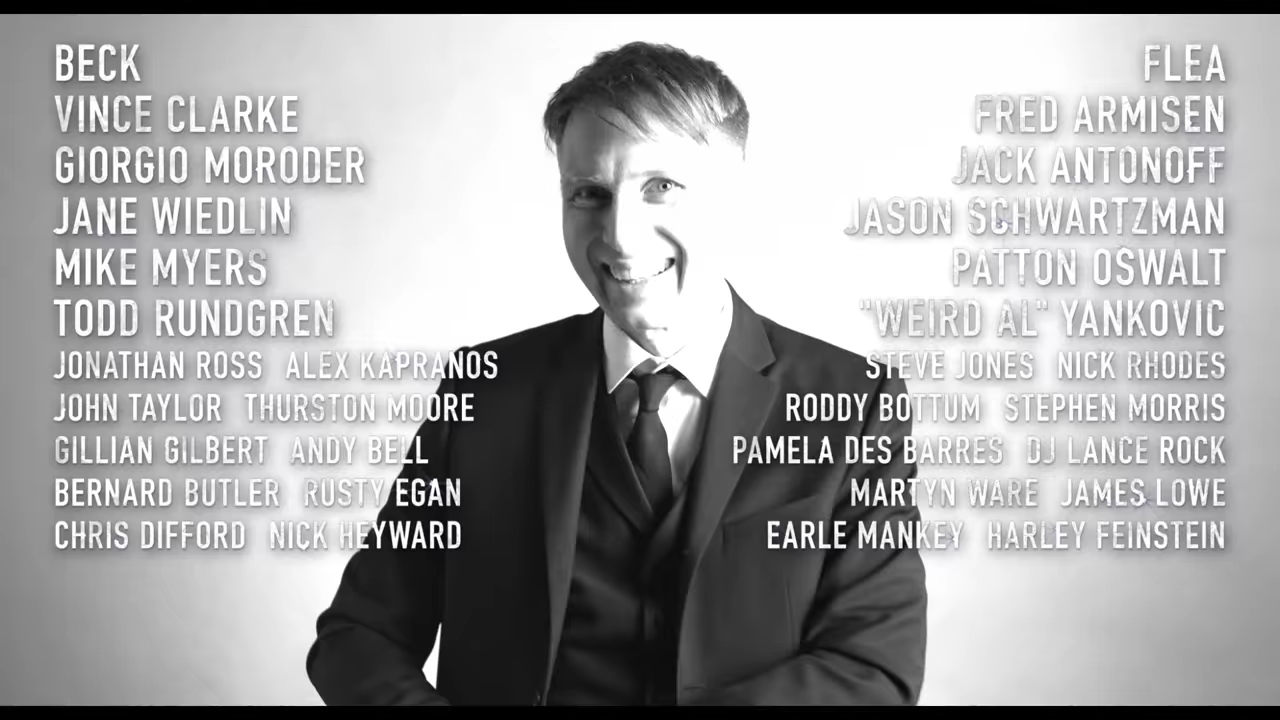 BECK
VINCE CLARKE
GIORGIO MORODER
JANE WIEDLIN
MIKE MYERS
TODD RUNDGREN
JONATHAN ROSS ALEX KAPRANOS
JOHN TAYLOR THURSTON MOORE
GILLIAN GILBERT ANDY BELL
BERNARD BUTLER RUSTY EGAN
CHRIS DIFFORD NICK HEYWARD
FLEA
FRED ARMISEN
JACK ANTONOFF
JASON SCHWARTZMAN
PATTON OSWALT
"WEIRD AL" YANKOVIC
STEVE JONES NICK RHODES
RODDY BOTTUM STEPHEN MORRIS
PAMELA DES BARRES DJ LANCE ROCK
MARTYN WARE JAMES LOWE
EARLE MANKEY HARLEY FEINSTEIN